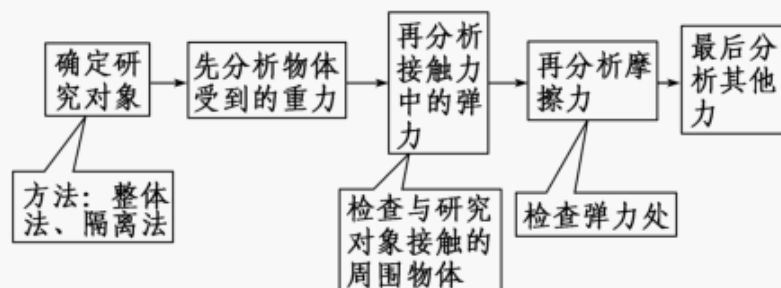 确定研
究对象
先分析物体
受到的重力
再分析
接触力
中的弹
力
再分析摩
擦力
最后分
析其他
力
方法：整体
法、隔离法
检查与研究
对象接触的
周围物体
检查弹力处